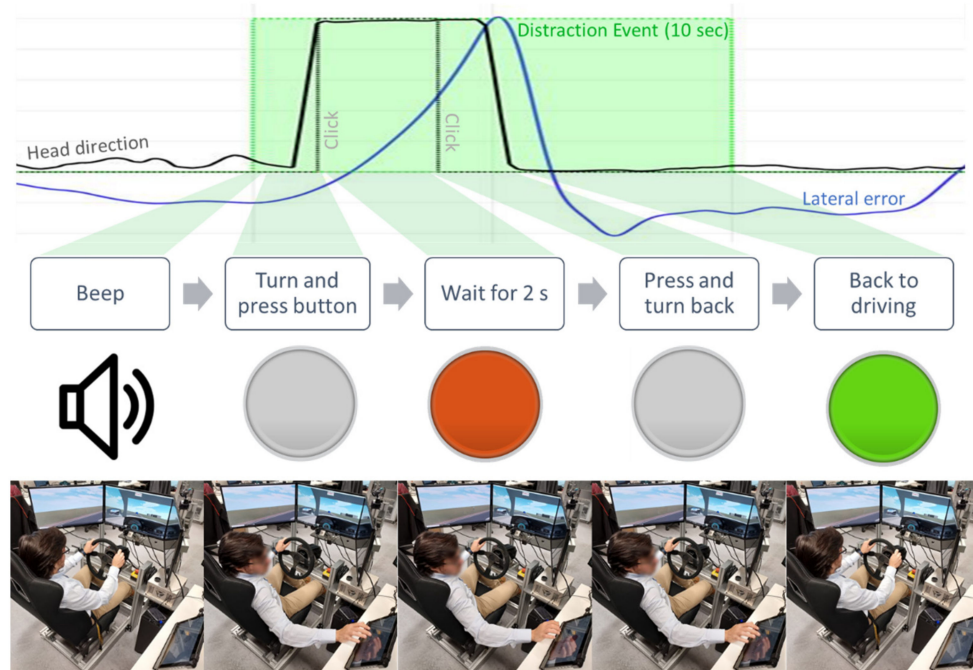 Distraction Event (10 sec)
Click
Click
Head direction
Lateral error
Beep
Turn and
press button
Wait for 2 s
Press and
turn back
Back to
driving